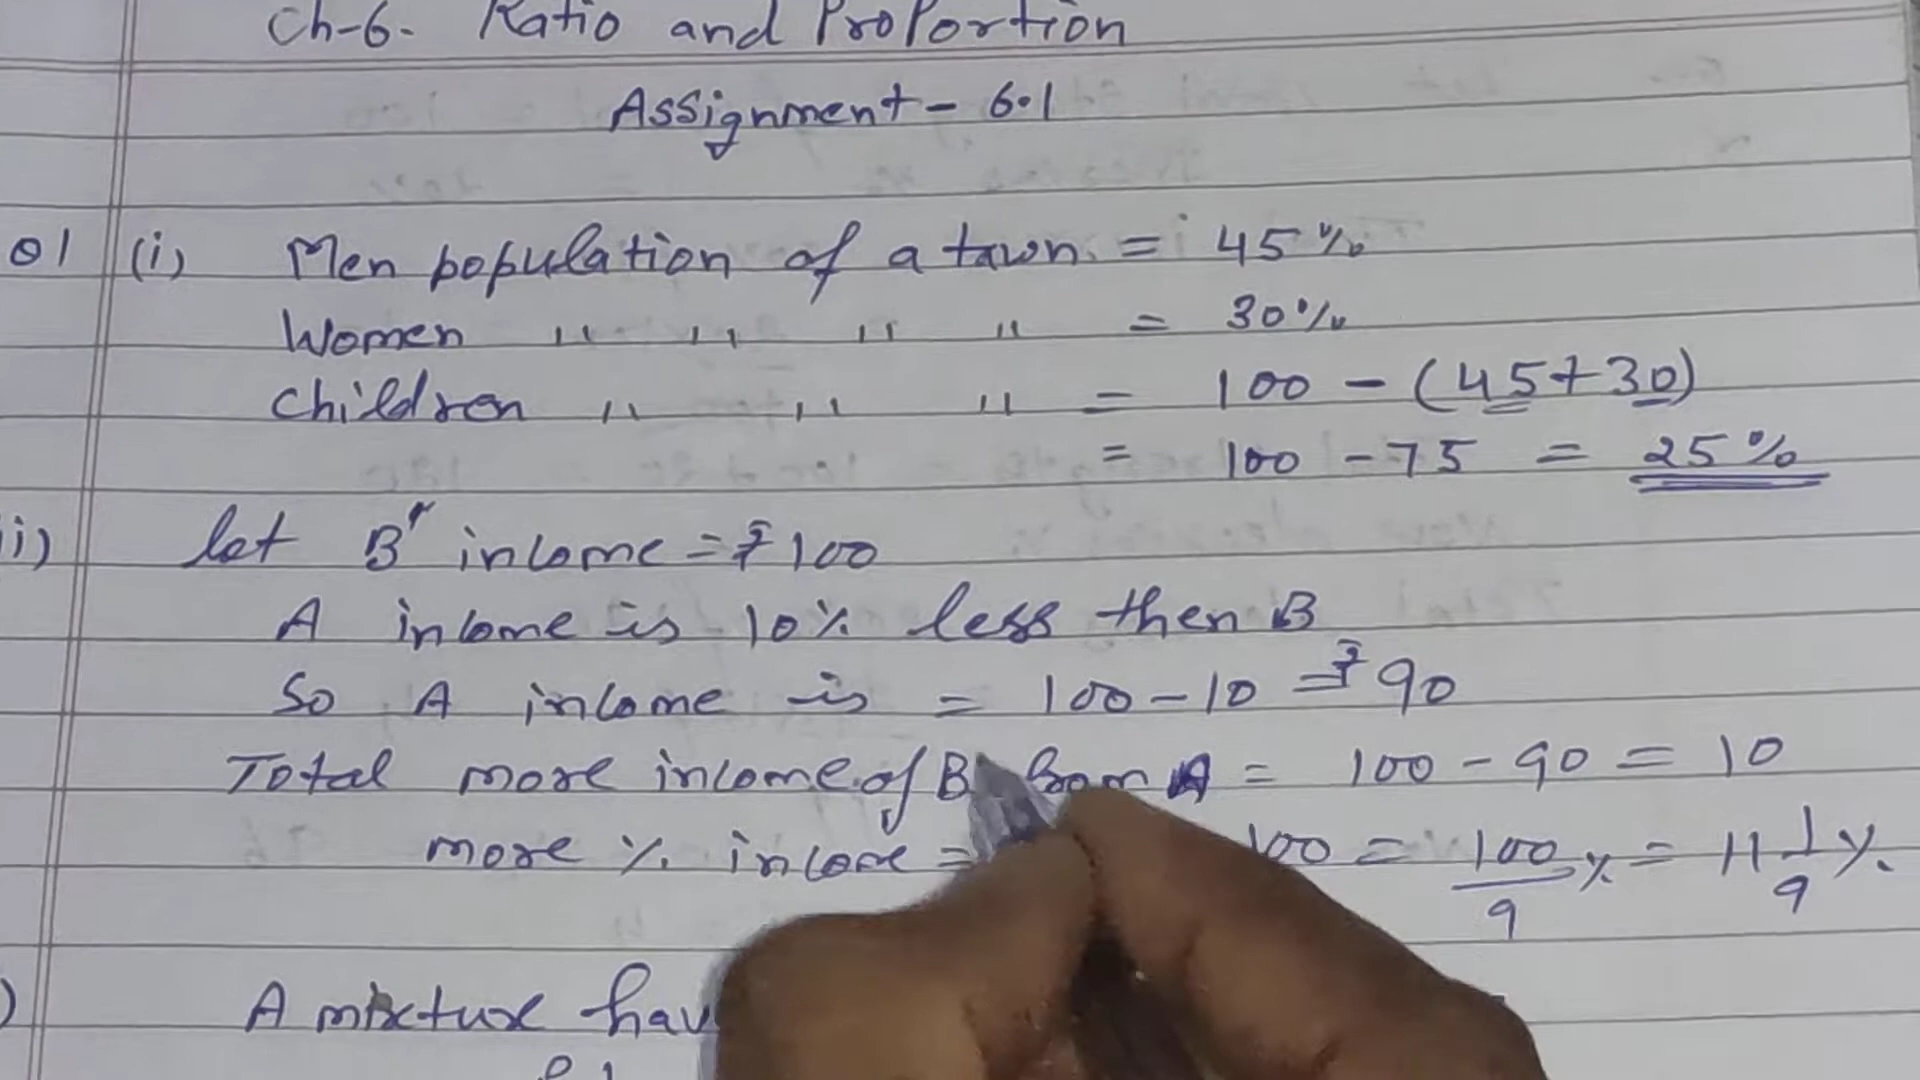 Ch-6. Ratio and Proportion
Assignment - 6.1
Q1 (i) Men population of a town = 45%
Women " " " " = 30%
Children " " " = 100 - (45+30)
= 100 - 75 = 25%
i) let B' income = ₹100
A income is 10% less then B
So A income is = 100 - 10 = ₹90
Total more income of B from A = 100 - 90 = 10
more % income = 100 = 100/9 % = 11 1/9 %.
) A mixture hav